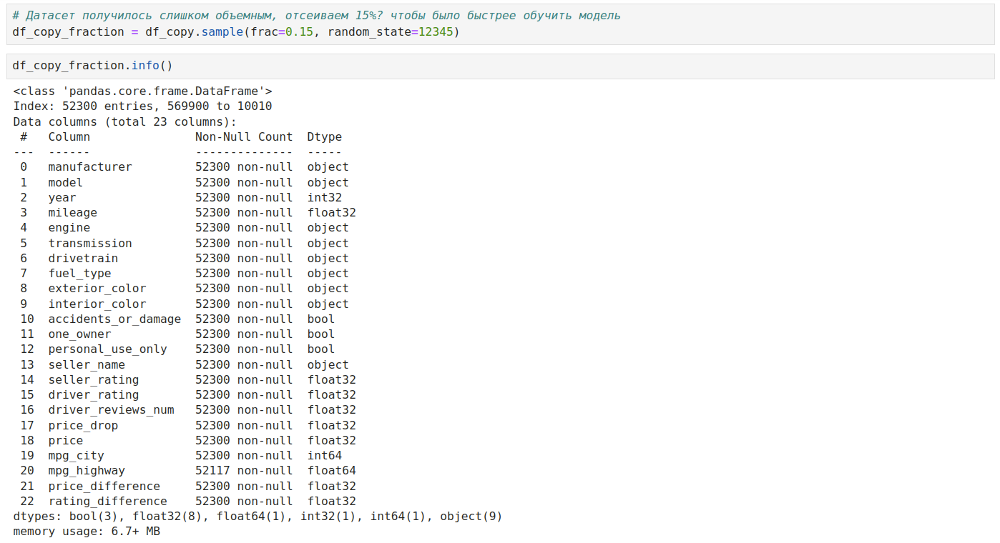 # Датасет получилось слишком объемным, отсеиваем 15%? чтобы было быстрее обучить модель
df_copy_fraction = df_copy.sample(frac=0.15, random_state=12345)
df_copy_fraction.info()
<class 'pandas.core.frame.DataFrame'>
Index: 52300 entries, 569900 to 10010
Data columns (total 23 columns):
 #   Column               Non-Null Count  Dtype
---  ------               --------------  -----
 0   manufacturer         52300 non-null  object
 1   model                52300 non-null  object
 2   year                 52300 non-null  int32
 3   mileage              52300 non-null  float32
 4   engine               52300 non-null  object
 5   transmission         52300 non-null  object
 6   drivetrain           52300 non-null  object
 7   fuel_type            52300 non-null  object
 8   exterior_color       52300 non-null  object
 9   interior_color       52300 non-null  object
 10  accidents_or_damage  52300 non-null  bool
 11  one_owner            52300 non-null  bool
 12  personal_use_only    52300 non-null  bool
 13  seller_name          52300 non-null  object
 14  seller_rating        52300 non-null  float32
 15  driver_rating        52300 non-null  float32
 16  driver_reviews_num   52300 non-null  float32
 17  price_drop           52300 non-null  float32
 18  price                52300 non-null  float32
 19  mpg_city             52300 non-null  int64
 20  mpg_highway          52117 non-null  float64
 21  price_difference     52300 non-null  float32
 22  rating_difference    52300 non-null  float32
dtypes: bool(3), float32(8), float64(1), int32(1), int64(1), object(9)
memory usage: 6.7+ MB